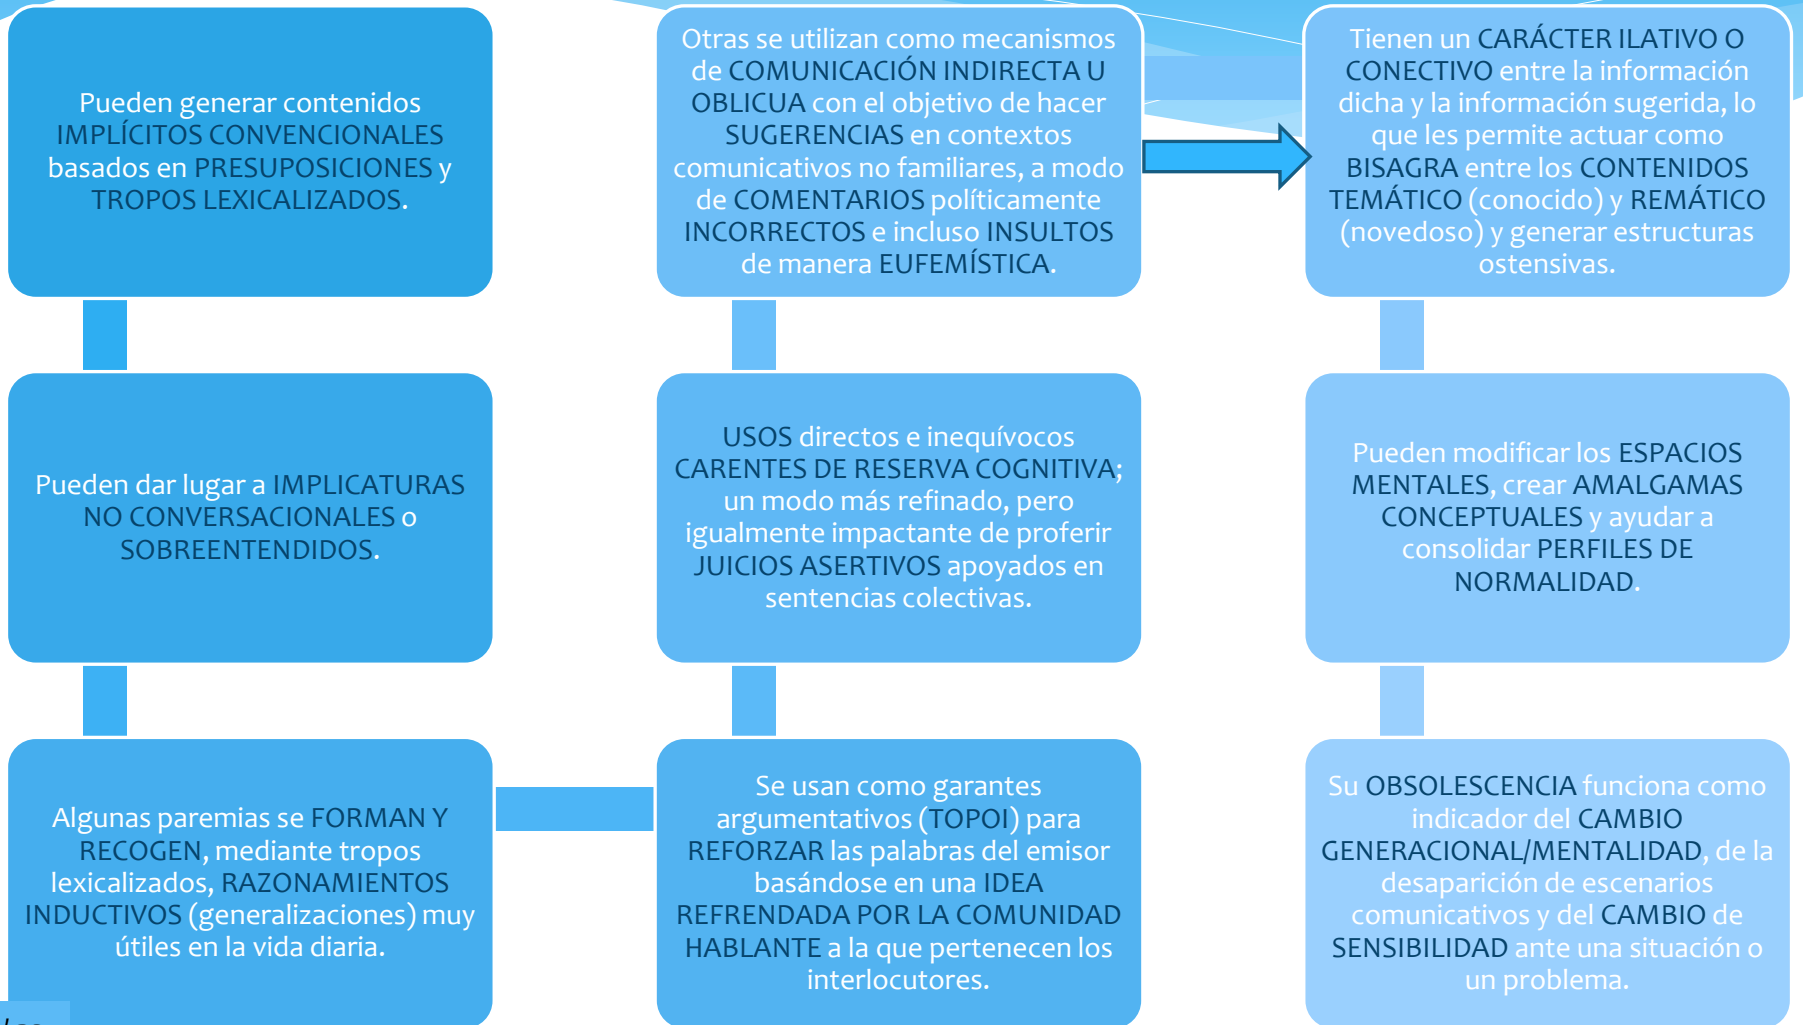 Pueden generar contenidos
IMPLÍCITOS CONVENCIONALES
basados en PRESUPOSICIONES y
TROPOS LEXICALIZADOS.
Pueden dar lugar a IMPLICATURAS
NO CONVERSACIONALES o
SOBREENTENDIDOS.
Algunas paremias se FORMAN Y
RECOGEN, mediante tropos
lexicalizados, RAZONAMIENTOS
INDUCTIVOS (generalizaciones) muy
útiles en la vida diaria.
Se usan como garantes
argumentativos (TOPOI) para
REFORZAR las palabras del emisor
basándose en una IDEA
REFRENDADA POR LA COMUNIDAD
HABLANTE a la que pertenecen los
interlocutores.
USOS directos e inequívocos
CARENTES DE RESERVA COGNITIVA;
un modo más refinado, pero
igualmente impactante de proferir
JUICIOS ASERTIVOS apoyados en
sentencias colectivas.
Otras se utilizan como mecanismos
de COMUNICACIÓN INDIRECTA U
OBLICUA con el objetivo de hacer
SUGERENCIAS en contextos
comunicativos no familiares, a modo
de COMENTARIOS políticamente
INCORRECTOS e incluso INSULTOS
de manera EUFEMÍSTICA.
Tienen un CARÁCTER ILATIVO O
CONECTIVO entre la información
dicha y la información sugerida, lo
que les permite actuar como
BISAGRA entre los CONTENIDOS
TEMÁTICO (conocido) y REMÁTICO
(novedoso) y generar estructuras
ostensivas.
Pueden modificar los ESPACIOS
MENTALES, crear AMALGAMAS
CONCEPTUALES y ayudar a
consolidar PERFILES DE
NORMALIDAD.
Su OBSOLESCENCIA funciona como
indicador del CAMBIO
GENERACIONAL/MENTALIDAD, de la
desaparición de escenarios
comunicativos y del CAMBIO de
SENSIBILIDAD ante una situación o
un problema.